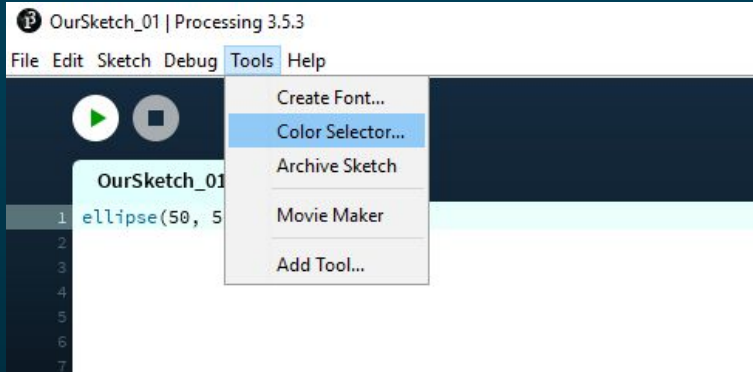 OurSketch_01 | Processing 3.5.3
File Edit Sketch Debug Tools Help
Create Font...
Color Selector...
Archive Sketch
Movie Maker
Add Tool...
OurSketch_01
1 ellipse(50, 5
2
3
4
5
6
7